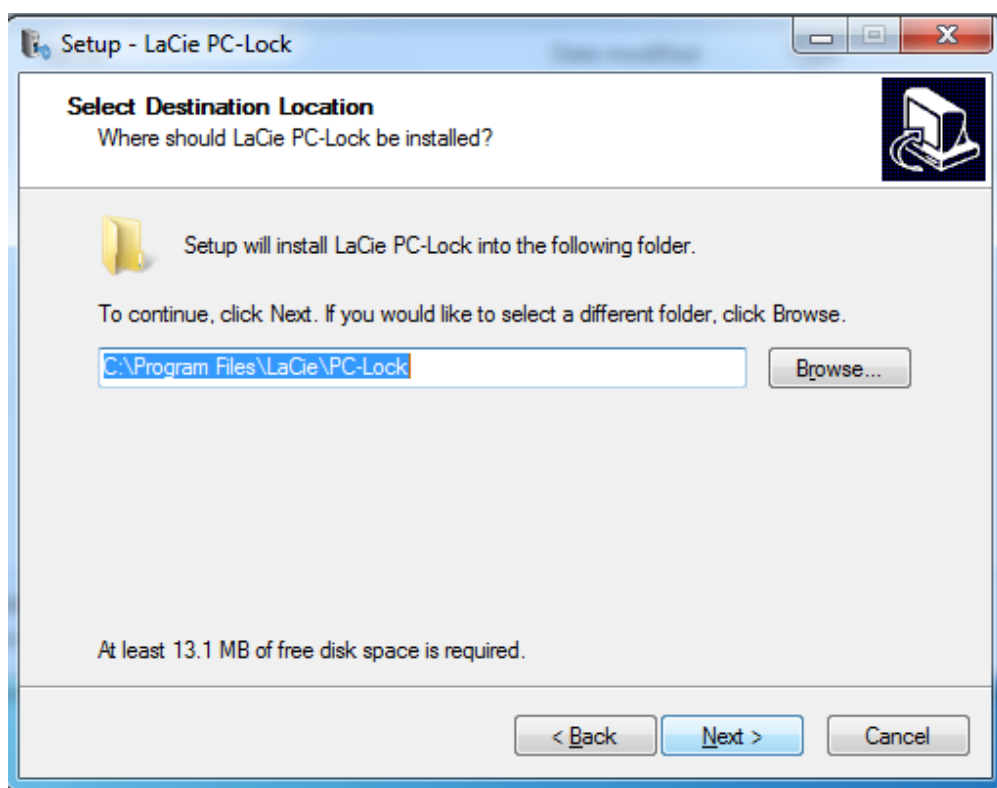 Setup - LaCie PC-Lock
Date modified
Select Destination Location
Where should LaCie PC-Lock be installed?
Setup will install LaCie PC-Lock into the following folder.
To continue, click Next. If you would like to select a different folder, click Browse.
C:\Program Files\LaCie\PC-Lock
Browse...
At least 13.1 MB of free disk space is required.
< Back
Next >
Cancel